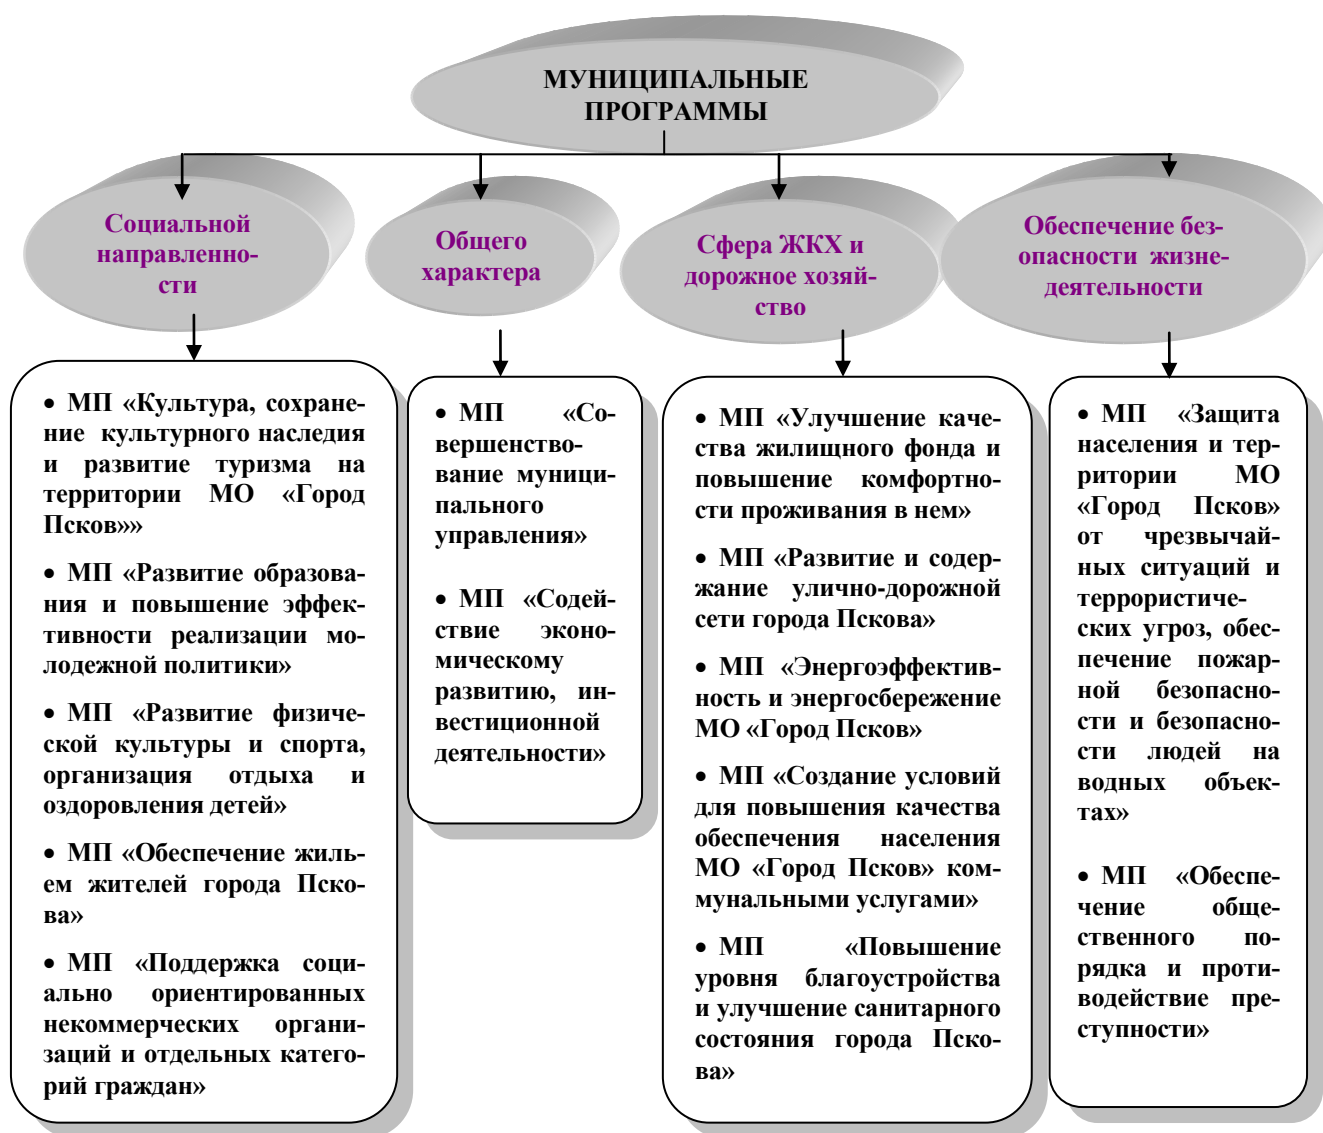 МУНИЦИПАЛЬНЫЕ
ПРОГРАММЫ
Социальной
направленно-
сти
Общего
характера
Сфера ЖКХ и
дорожное хозяй-
ство
Обеспечение без-
опасности жизне-
деятельности
• МП «Культура, сохране-
ние культурного наследия
и развитие туризма на
территории МО «Город
Псков»»
• МП «Развитие образова-
ния и повышение эффек-
тивности реализации мо-
лодежной политики»
• МП «Развитие физиче-
ской культуры и спорта,
организация отдыха и
оздоровления детей»
• МП «Обеспечение жиль-
ем жителей города Пско-
ва»
• МП «Поддержка соци-
ально ориентированных
некоммерческих органи-
заций и отдельных катего-
рий граждан»
• МП «Со-
вершенство-
вание муници-
пального
управления»
• МП «Содей-
ствие эконо-
мическому
развитию, ин-
вестиционной
деятельности»
• МП «Улучшение каче-
ства жилищного фонда и
повышение комфортно-
сти проживания в нем»
• МП «Развитие и содер-
жание улично-дорожной
сети города Пскова»
• МП «Энергоэффектив-
ность и энергосбережение
МО «Город Псков»
• МП «Создание условий
для повышения качества
обеспечения населения
МО «Город Псков» ком-
мунальными услугами»
• МП «Повышение
уровня благоустройства
и улучшение санитарного
состояния города Пско-
ва»
• МП «Защита
населения и тер-
ритории МО
«Город Псков»
от чрезвычай-
ных ситуаций и
террористиче-
ских угроз, обес-
печение пожар-
ной безопасно-
сти и безопасно-
сти людей на
водных объек-
тах»
• МП «Обеспе-
чение обще-
ственного по-
рядка и проти-
водействие пре-
ступности»